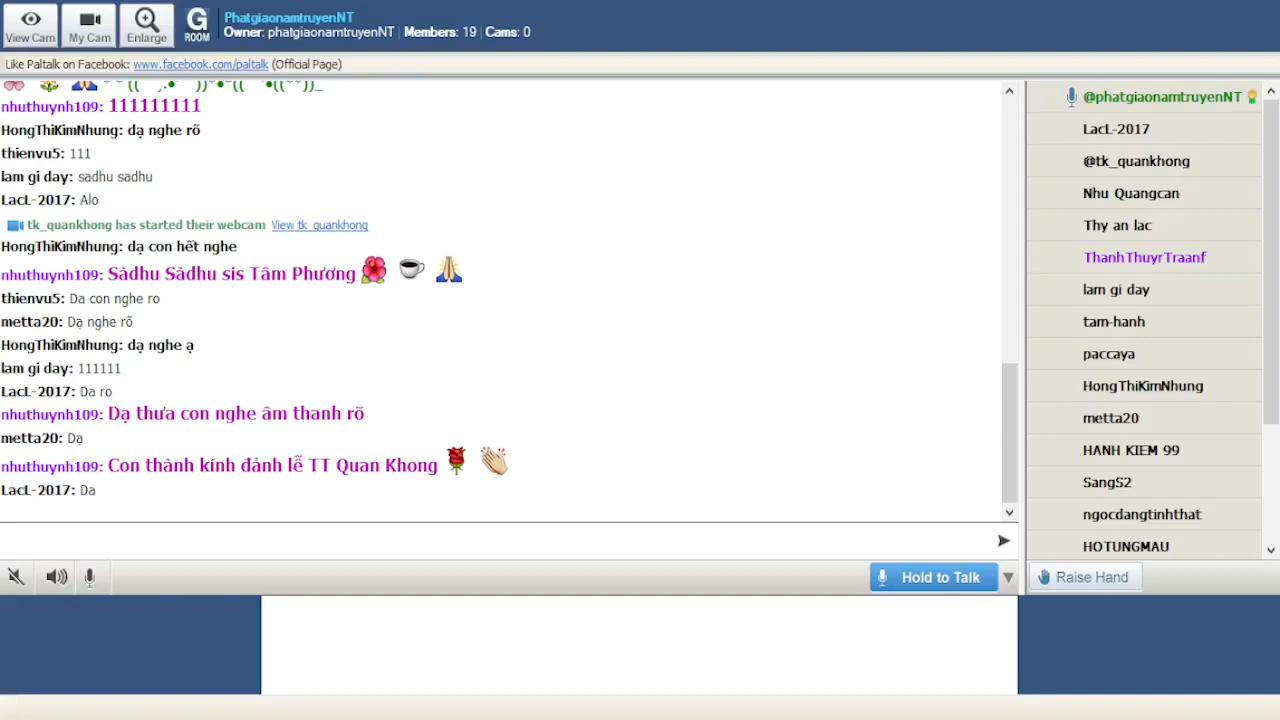 View Cam
My Cam
Enlarge
G
ROOM
PhatgiaonamtruyenNT
Owner: phatgiaonamtruyenNT | Members: 19 | Cams: 0
Like Paltalk on Facebook: www.facebook.com/paltalk (Official Page)
nhuthuynh109: 111111111
HongThiKimNhung: dạ nghe rõ
thienvu5: 111
lam gi day: sadhu sadhu
LacL-2017: Alo
tk_quankhong has started their webcam View tk_quankhong
HongThiKimNhung: dạ con hết nghe
nhuthuynh109: Sàdhu Sàdhu sis Tâm Phương
thienvu5: Da con nghe ro
metta20: Dạ nghe rõ
HongThiKimNhung: dạ nghe ạ
lam gi day: 111111
LacL-2017: Da ro
nhuthuynh109: Dạ thưa con nghe âm thanh rõ
metta20: Dạ
nhuthuynh109: Con thành kính đảnh lễ TT Quan Khong
LacL-2017: Da
Hold to Talk
@phatgiaonamtruyenNT
LacL-2017
@tk_quankhong
Nhu Quangcan
Thy an lac
ThanhThuyrTraanf
lam gi day
tam-hanh
paccaya
HongThiKimNhung
metta20
HANH KIEM 99
SangS2
ngocdangtinhthat
HOTUNGMAU
Raise Hand